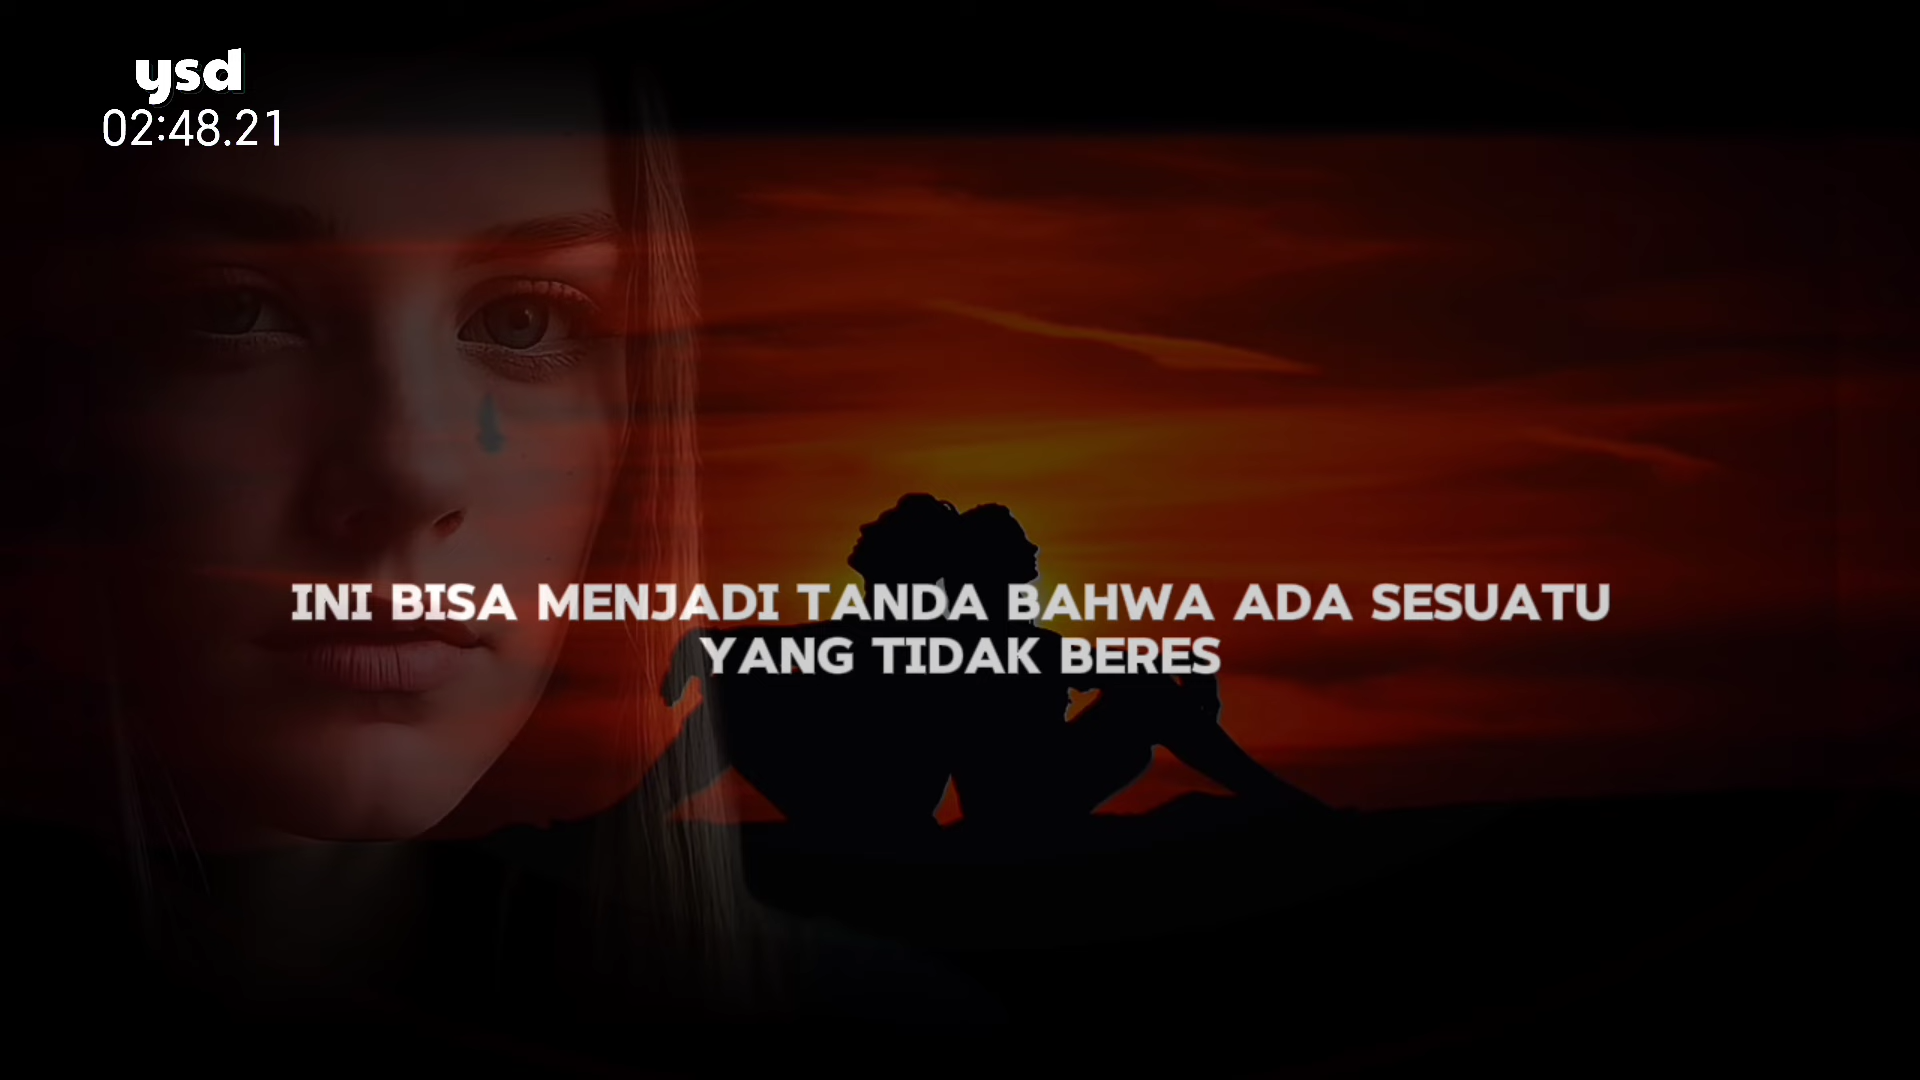 ysd
02:48.21
INI BISA MENJADI TANDA BAHWA ADA SESUATU
YANG TIDAK BERES